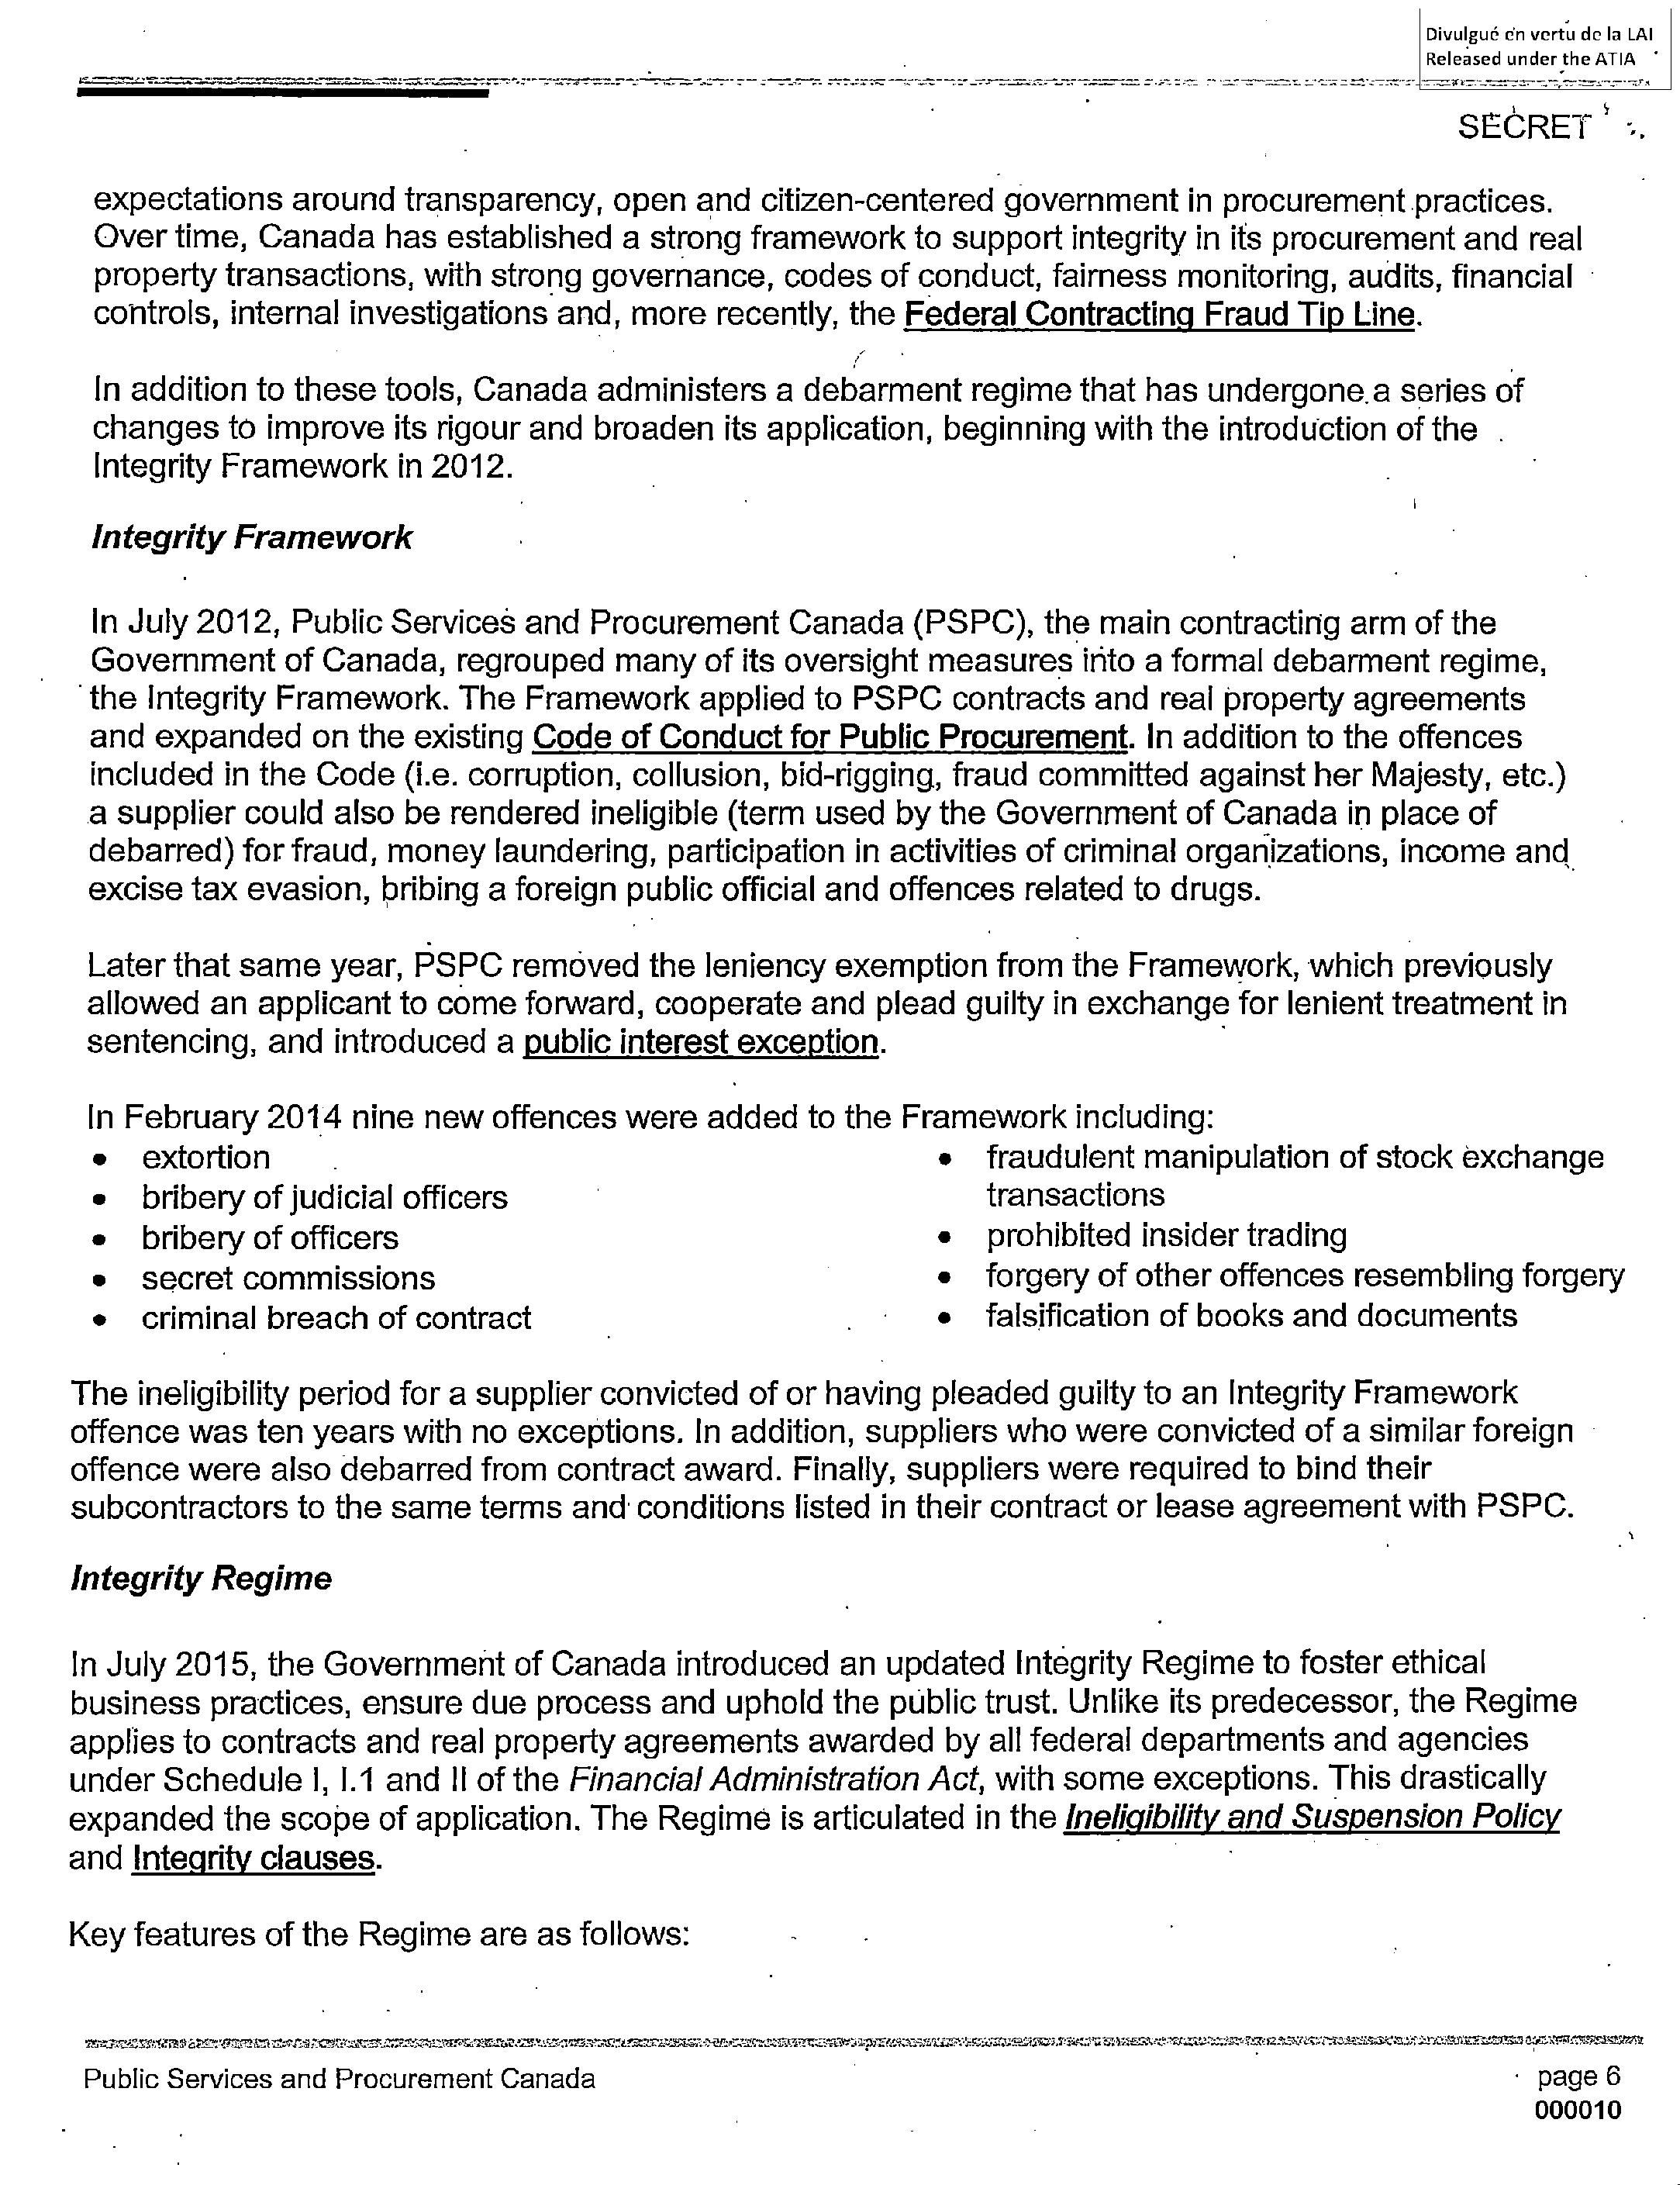 Divulgué en vertu de la LAI
Released under the ATIA
SECRET
expectations around transparency, open and citizen-centered government in procurement practices.
Over time, Canada has established a strong framework to support integrity in its procurement and real
property transactions, with strong governance, codes of conduct, fairness monitoring, audits, financial
controls, internal investigations and, more recently, the Federal Contracting Fraud Tip Line.
In addition to these tools, Canada administers a debarment regime that has undergone a series of
changes to improve its rigour and broaden its application, beginning with the introduction of the
Integrity Framework in 2012.
Integrity Framework
In July 2012, Public Services and Procurement Canada (PSPC), the main contracting arm of the
Government of Canada, regrouped many of its oversight measures into a formal debarment regime,
the Integrity Framework. The Framework applied to PSPC contracts and real property agreements
and expanded on the existing Code of Conduct for Public Procurement. In addition to the offences
included in the Code (i.e. corruption, collusion, bid-rigging, fraud committed against her Majesty, etc.)
a supplier could also be rendered ineligible (term used by the Government of Canada in place of
debarred) for fraud, money laundering, participation in activities of criminal organizations, income and
excise tax evasion, bribing a foreign public official and offences related to drugs.
Later that same year, PSPC removed the leniency exemption from the Framework, which previously
allowed an applicant to come forward, cooperate and plead guilty in exchange for lenient treatment in
sentencing, and introduced a public interest exception.
In February 2014 nine new offences were added to the Framework including:
• extortion
• bribery of judicial officers
• bribery of officers
• secret commissions
• criminal breach of contract
• fraudulent manipulation of stock exchange
transactions
• prohibited insider trading
• forgery of other offences resembling forgery
• falsification of books and documents
The ineligibility period for a supplier convicted of or having pleaded guilty to an Integrity Framework
offence was ten years with no exceptions. In addition, suppliers who were convicted of a similar foreign
offence were also debarred from contract award. Finally, suppliers were required to bind their
subcontractors to the same terms and conditions listed in their contract or lease agreement with PSPC.
Integrity Regime
In July 2015, the Government of Canada introduced an updated Integrity Regime to foster ethical
business practices, ensure due process and uphold the public trust. Unlike its predecessor, the Regime
applies to contracts and real property agreements awarded by all federal departments and agencies
under Schedule I, I.1 and II of the Financial Administration Act, with some exceptions. This drastically
expanded the scope of application. The Regime is articulated in the Ineligibility and Suspension Policy
and Integrity clauses.
Key features of the Regime are as follows:
Public Services and Procurement Canada
page 6
000010